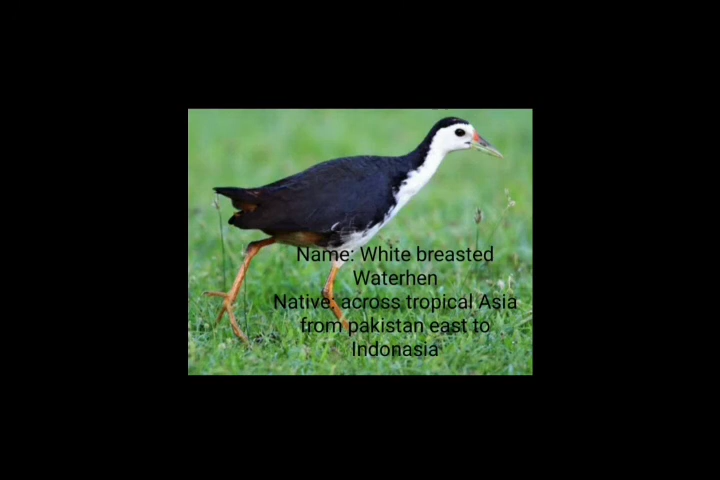 Name: White breasted
Waterhen
Native: across tropical Asia
from pakistan east to
Indonasia